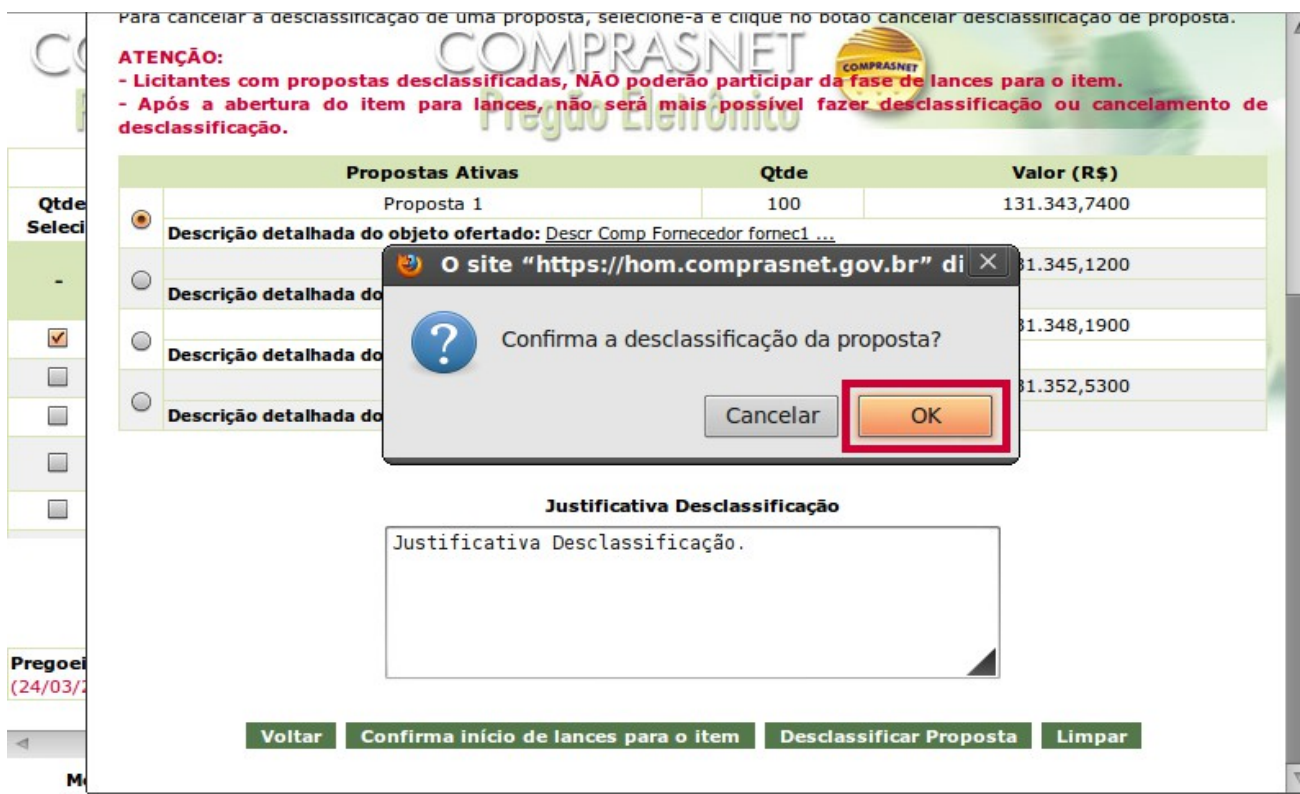 Para cancelar a desclassificação de uma proposta, selecione-a e clique no botão cancelar desclassificação de proposta.
COMPRASNET
COMPRASNET
Pregão Eletrônico
ATENÇÃO:
- Licitantes com propostas desclassificadas, NÃO poderão participar da fase de lances para o item.
- Após a abertura do item para lances, não será mais possível fazer desclassificação ou cancelamento de
desclassificação.
Propostas Ativas Qtde Valor (R$)
Qtde
Seleci
-
Proposta 1 100 131.343,7400
Descrição detalhada do objeto ofertado: Descr Comp Fornecedor fornec1 ...
31.345,1200
Descrição detalhada do
31.348,1900
Descrição detalhada do
31.352,5300
Descrição detalhada do
O site “https://hom.comprasnet.gov.br” di
Confirma a desclassificação da proposta?
Cancelar OK
Justificativa Desclassificação
Justificativa Desclassificação.
Pregoei
(24/03/2
Voltar Confirma início de lances para o item Desclassificar Proposta Limpar